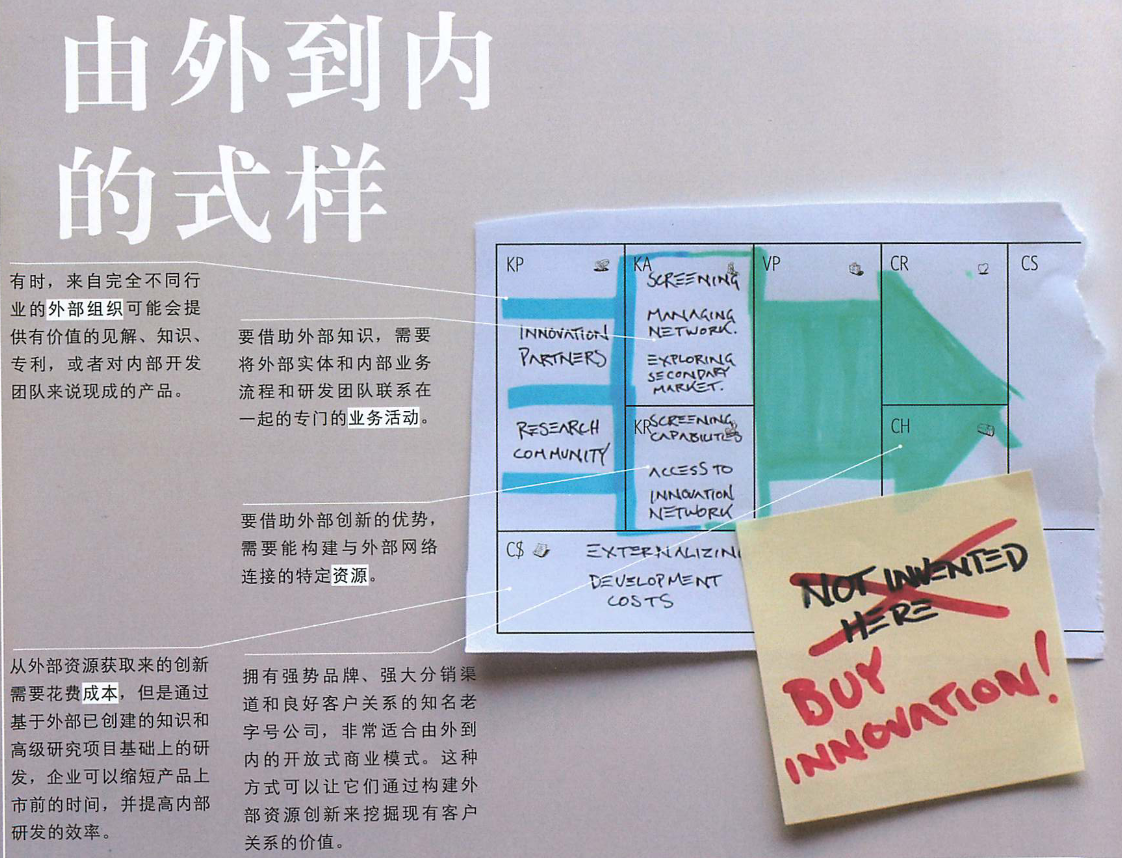 由外到内
的式样
有时，来自完全不同行
业的外部组织可能会提
供有价值的见解、知识、
专利，或者对内部开发
团队来说现成的产品。
要借助外部知识，需要
将外部实体和内部业务
流程和研发团队联系在
一起的专门的业务活动。
要借助外部创新的优势，
需要能构建与外部网络
连接的特定资源。
从外部资源获取来的创新
需要花费成本，但是通过
基于外部已创建的知识和
高级研究项目基础上的研
发，企业可以缩短产品上
市前的时间，并提高内部
研发的效率。
拥有强势品牌、强大分销渠
道和良好客户关系的知名老
字号公司，非常适合由外到
内的开放式商业模式。这种
方式可以让它们通过构建外
部资源创新来挖掘现有客户
关系的价值。
KP
INNOVATION
PARTNERS
RESEARCH
COMMUNITY
KA
SCREENING
MANAGING
NETWORK.
EXPLORING
SECONDARY
MARKET.
KR
SCREENING
CAPABILITIES
ACCESS TO
INNOVATION
NETWORK
VP
CR
CH
CS
C$
EXTERNALIZIN
DEVELOPMENT
COSTS
NOT INVENTED
HERE
BUY
INNOVATION!